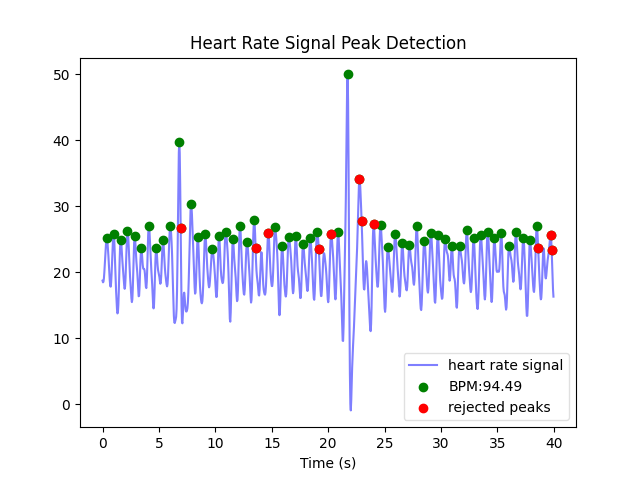 Heart Rate Signal Peak Detection
50
40
30
20
10
0
heart rate signal
BPM:94.49
rejected peaks
0 5 10 15 20 25 30 35 40
Time (s)